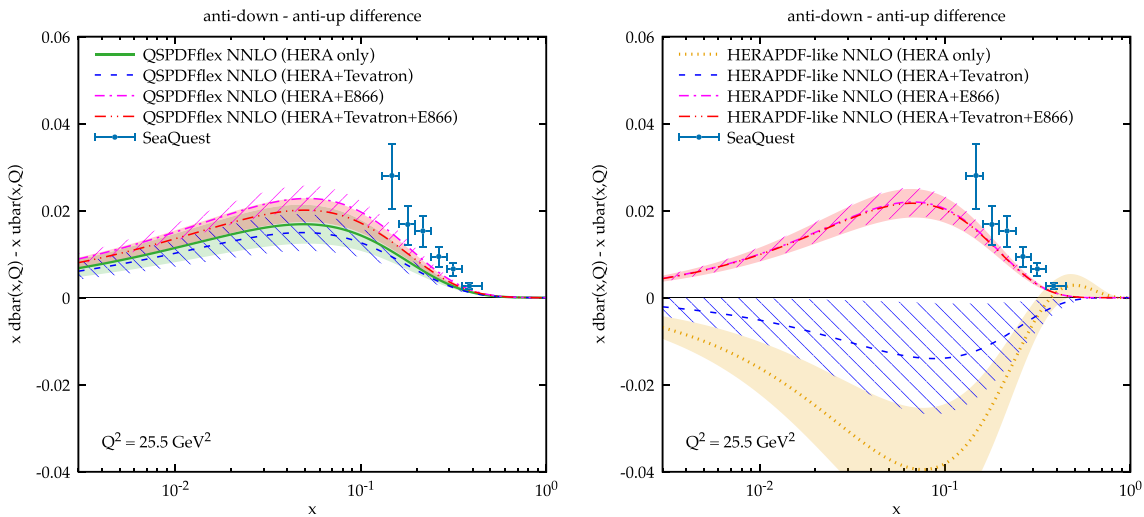 anti-down - anti-up difference
x dbar(x,Q) - x ubar(x,Q)
0.06
0.04
0.02
0
-0.02
-0.04
QSPDFflex NNLO (HERA only)
QSPDFflex NNLO (HERA+Tevatron)
QSPDFflex NNLO (HERA+E866)
QSPDFflex NNLO (HERA+Tevatron+E866)
SeaQuest
Q² = 25.5 GeV²
10⁻² 10⁻¹ 10⁰
x
anti-down - anti-up difference
x dbar(x,Q) - x ubar(x,Q)
0.06
0.04
0.02
0
-0.02
-0.04
HERAPDF-like NNLO (HERA only)
HERAPDF-like NNLO (HERA+Tevatron)
HERAPDF-like NNLO (HERA+E866)
HERAPDF-like NNLO (HERA+Tevatron+E866)
SeaQuest
Q² = 25.5 GeV²
10⁻² 10⁻¹ 10⁰
x